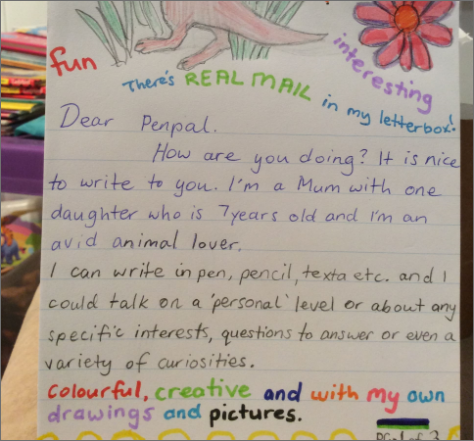 fun
There's REAL MAIL in my letterbox!
interesting
Dear Penpal.
How are you doing? It is nice
to write to you. I'm a Mum with one
daughter who is 7years old and I'm an
avid animal lover.
I can write in pen, pencil, texta etc. and I
could talk on a 'personal' level or about any
specific interests, questions to answer or even a
variety of curiosities.
Colourful, creative and with my own
drawings and pictures.